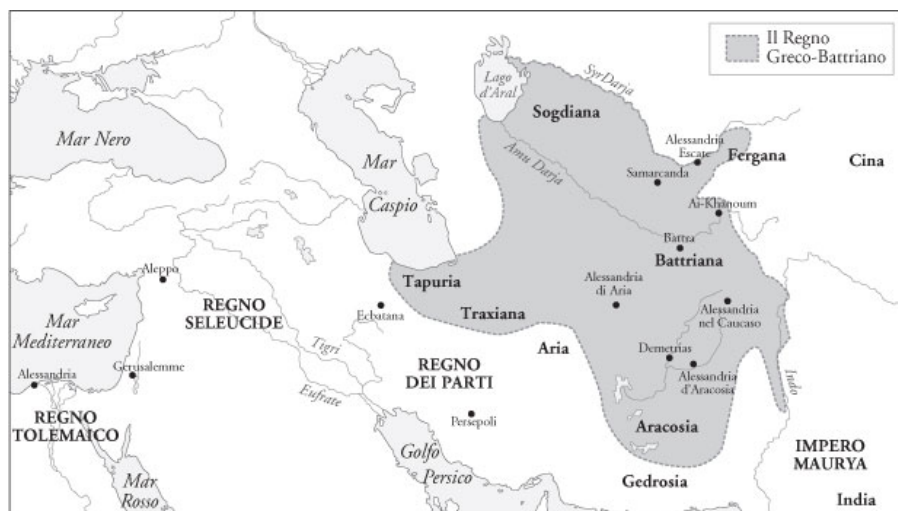 Il Regno
Greco-Battriano
Lago
d'Aral
SyrDarja
Sogdiana
Mar Nero
Mar
Caspio
Amu Darja
Alessandria
Escate
Fergana
Cina
Samarcanda
Ai-Khanoum
Battra
Battriana
Aleppo
Tapuria
Alessandria
di Aria
Alessandria
nel Caucaso
REGNO
SELEUCIDE
Ecbatana
Traxiana
Mar
Mediterraneo
Tigri
Aria
Demetrias
Alessandria
d'Aracosia
Indo
Alessandria
Gerusalemme
Eufrate
REGNO
DEI PARTI
REGNO
TOLEMAICO
Persepoli
Aracosia
Golfo
Persico
IMPERO
MAURYA
Mar
Rosso
Gedrosia
India